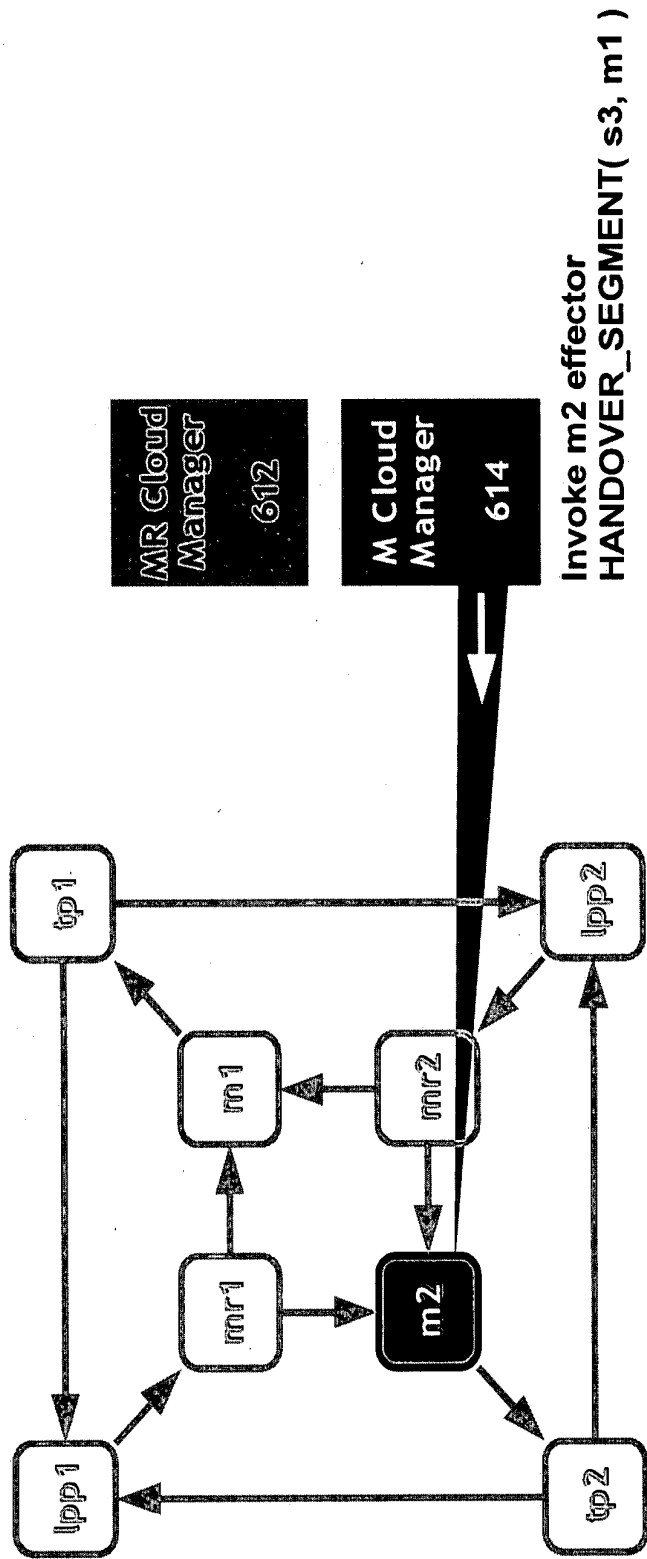 lpp1
tp1
MR Cloud
Manager
612
mr1
m1
m2
mr2
M Cloud
Manager
614
tp2
lpp2
Invoke m2 effector
HANDOVER_SEGMENT( s3, m1 )